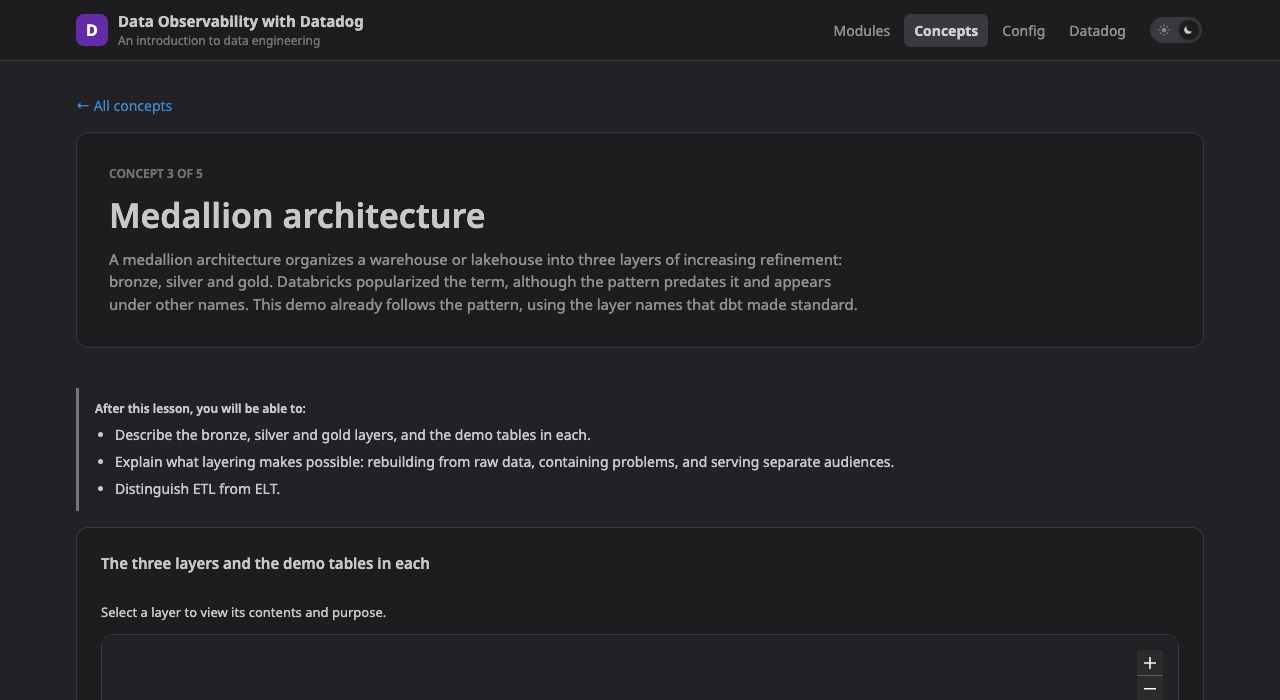 D
Data Observability with Datadog
An introduction to data engineering
Modules
Concepts
Config
Datadog
← All concepts
CONCEPT 3 OF 5
Medallion architecture
A medallion architecture organizes a warehouse or lakehouse into three layers of increasing refinement:
bronze, silver and gold. Databricks popularized the term, although the pattern predates it and appears
under other names. This demo already follows the pattern, using the layer names that dbt made standard.
After this lesson, you will be able to:
• Describe the bronze, silver and gold layers, and the demo tables in each.
• Explain what layering makes possible: rebuilding from raw data, containing problems, and serving separate audiences.
• Distinguish ETL from ELT.
The three layers and the demo tables in each
Select a layer to view its contents and purpose.
+
−